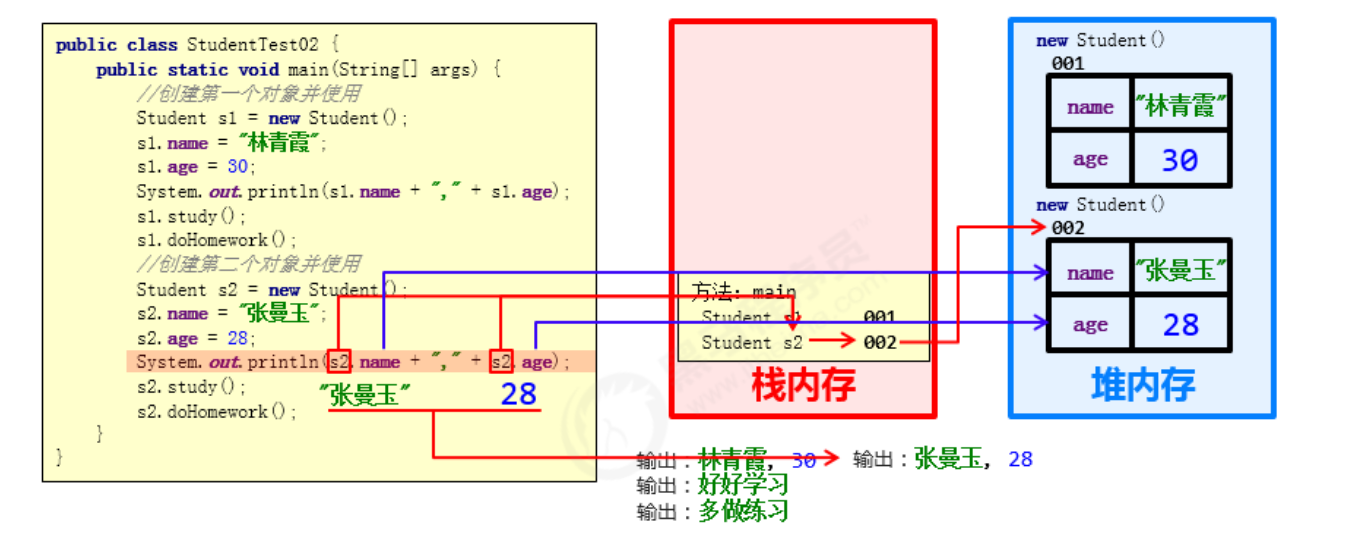 public class StudentTest02 {
public static void main(String[] args) {
//创建第一个对象并使用
Student s1 = new Student();
s1.name = "林青霞";
s1.age = 30;
System.out.println(s1.name + "," + s1.age);
s1.study();
s1.doHomework();
//创建第二个对象并使用
Student s2 = new Student();
s2.name = "张曼玉";
s2.age = 28;
System.out.println(s2.name + "," + s2.age);
s2.study();
"张曼玉" 28
s2.doHomework();
}
}
方法: main
Student s1 001
Student s2 002
栈内存
new Student()
001
name "林青霞"
age 30
new Student()
002
name "张曼玉"
age 28
堆内存
输出：林青霞, 30
输出：张曼玉, 28
输出：好好学习
输出：多做练习